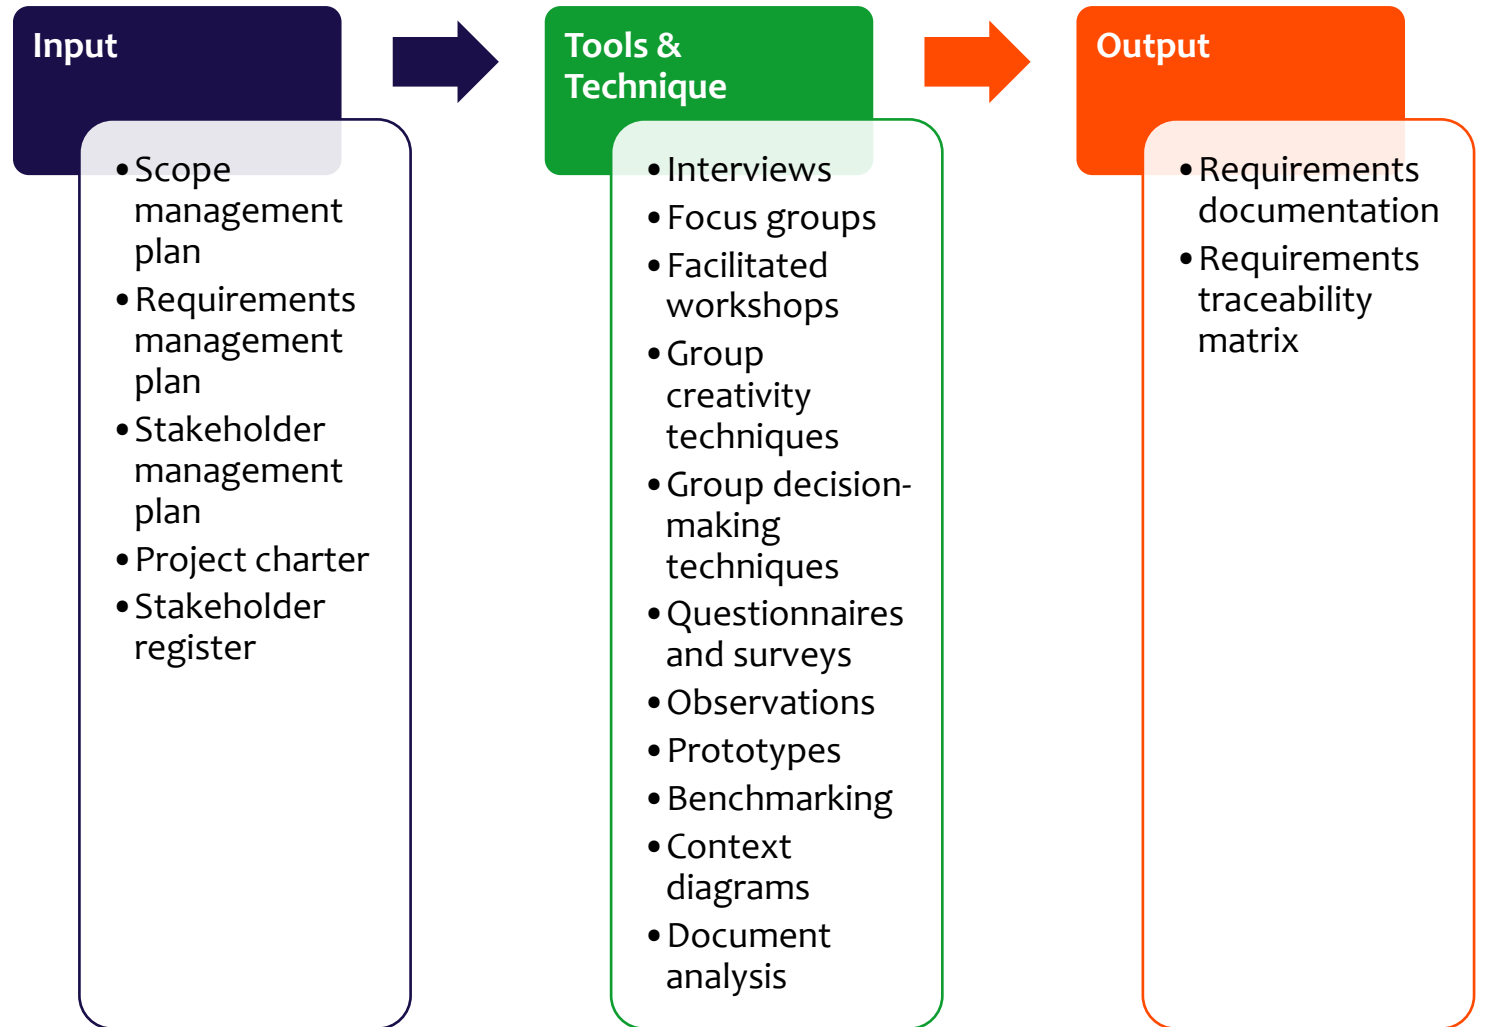 Input
• Scope
management
plan
• Requirements
management
plan
• Stakeholder
management
plan
• Project charter
• Stakeholder
register
Tools &
Technique
• Interviews
• Focus groups
• Facilitated
workshops
• Group
creativity
techniques
• Group decision-
making
techniques
• Questionnaires
and surveys
• Observations
• Prototypes
• Benchmarking
• Context
diagrams
• Document
analysis
Output
• Requirements
documentation
• Requirements
traceability
matrix